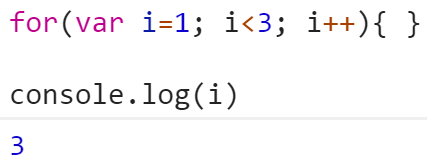 for(var i=1; i<3; i++){ }
console.log(i)
3